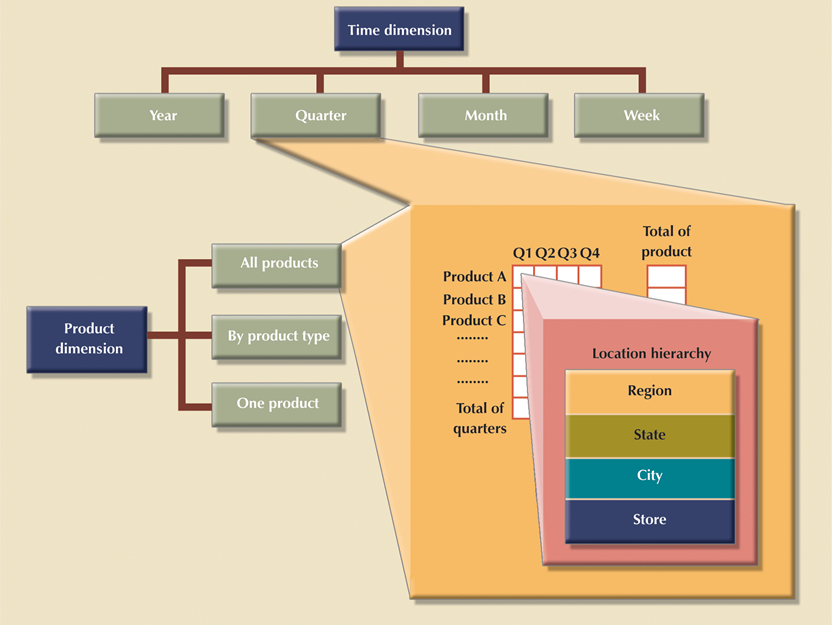 Time dimension
Year
Quarter
Month
Week
Product
dimension
All products
By product type
One product
Total of
product
Q1 Q2 Q3 Q4
Product A
Product B
Product C
........
........
........
Total of
quarters
Location hierarchy
Region
State
City
Store